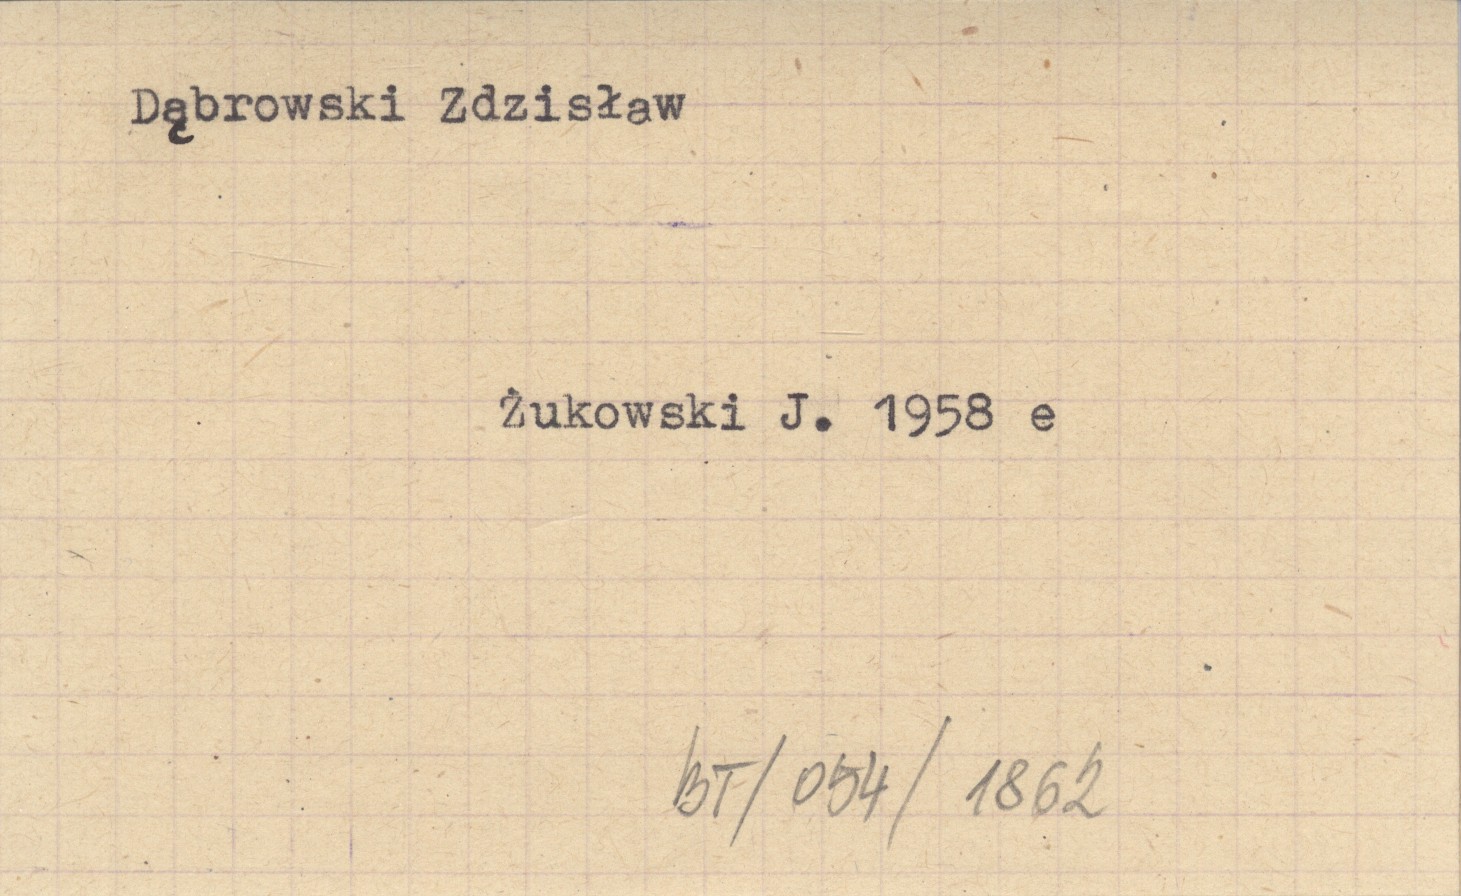 Dąbrowski Zdzisław
Żukowski J. 1958 e
BT/054/1862